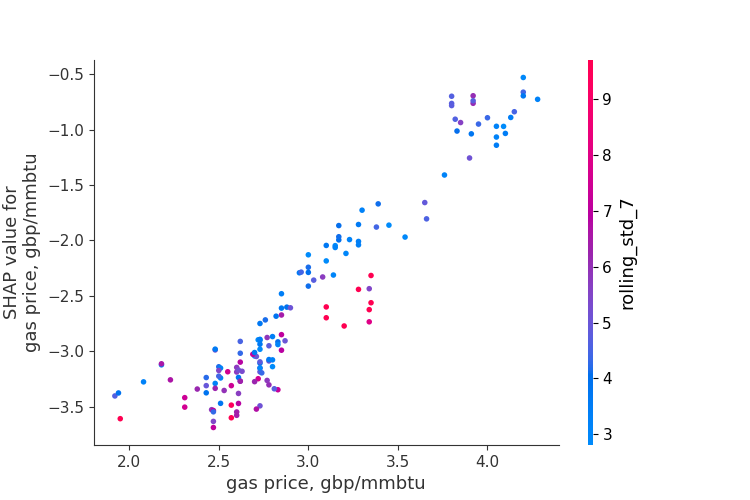 −0.5
−1.0
−1.5
−2.0
−2.5
−3.0
−3.5
SHAP value for
gas price, gbp/mmbtu
2.0 2.5 3.0 3.5 4.0
gas price, gbp/mmbtu
9
8
7
6
5
4
3
rolling_std_7